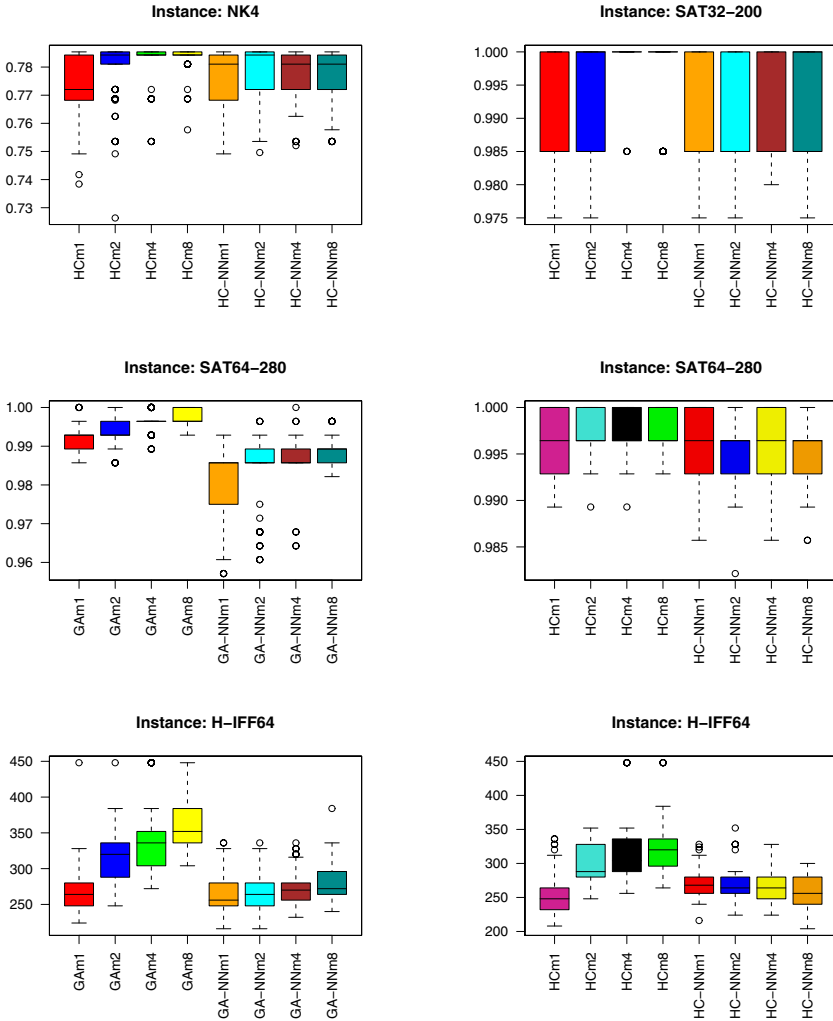 Instance: NK4
0.78
0.77
0.76
0.75
0.74
0.73
HCm1
HCm2
HCm4
HCm8
HC−NNm1
HC−NNm2
HC−NNm4
HC−NNm8
Instance: SAT32−200
1.000
0.995
0.990
0.985
0.980
0.975
HCm1
HCm2
HCm4
HCm8
HC−NNm1
HC−NNm2
HC−NNm4
HC−NNm8
Instance: SAT64−280
1.00
0.99
0.98
0.97
0.96
GAm1
GAm2
GAm4
GAm8
GA−NNm1
GA−NNm2
GA−NNm4
GA−NNm8
Instance: SAT64−280
1.000
0.995
0.990
0.985
HCm1
HCm2
HCm4
HCm8
HC−NNm1
HC−NNm2
HC−NNm4
HC−NNm8
Instance: H−IFF64
450
400
350
300
250
GAm1
GAm2
GAm4
GAm8
GA−NNm1
GA−NNm2
GA−NNm4
GA−NNm8
Instance: H−IFF64
450
400
350
300
250
200
HCm1
HCm2
HCm4
HCm8
HC−NNm1
HC−NNm2
HC−NNm4
HC−NNm8